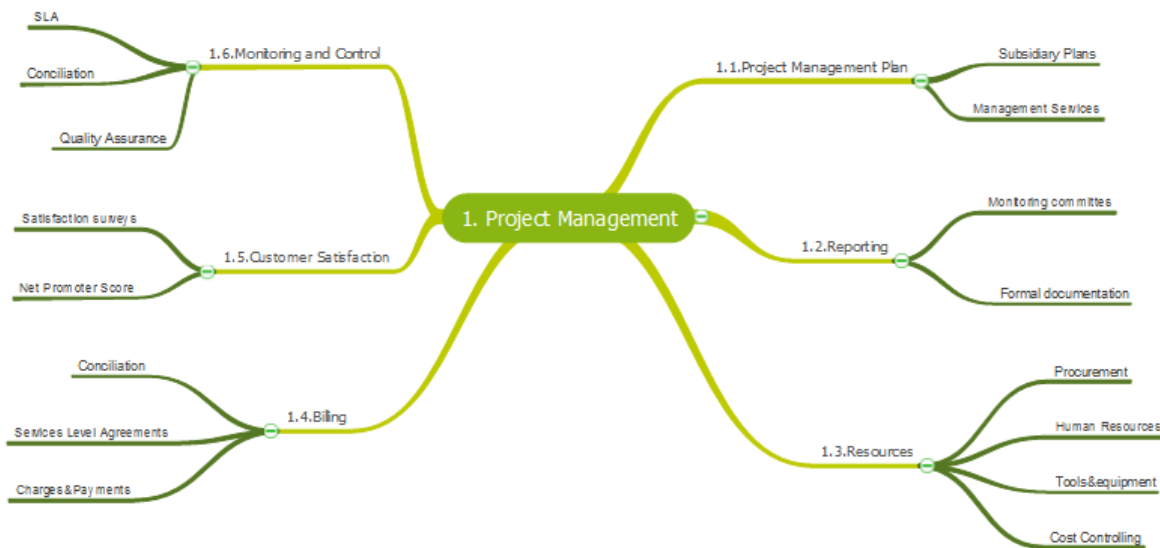 1. Project Management
1.1.Project Management Plan
Subsidiary Plans
Management Services
1.2.Reporting
Monitoring committes
Formal documentation
1.3.Resources
Procurement
Human Resources
Tools&equipment
Cost Controlling
1.4.Billing
Conciliation
Services Level Agreements
Charges&Payments
1.5.Customer Satisfaction
Satisfaction surveys
Net Promoter Score
1.6.Monitoring and Control
SLA
Conciliation
Quality Assurance